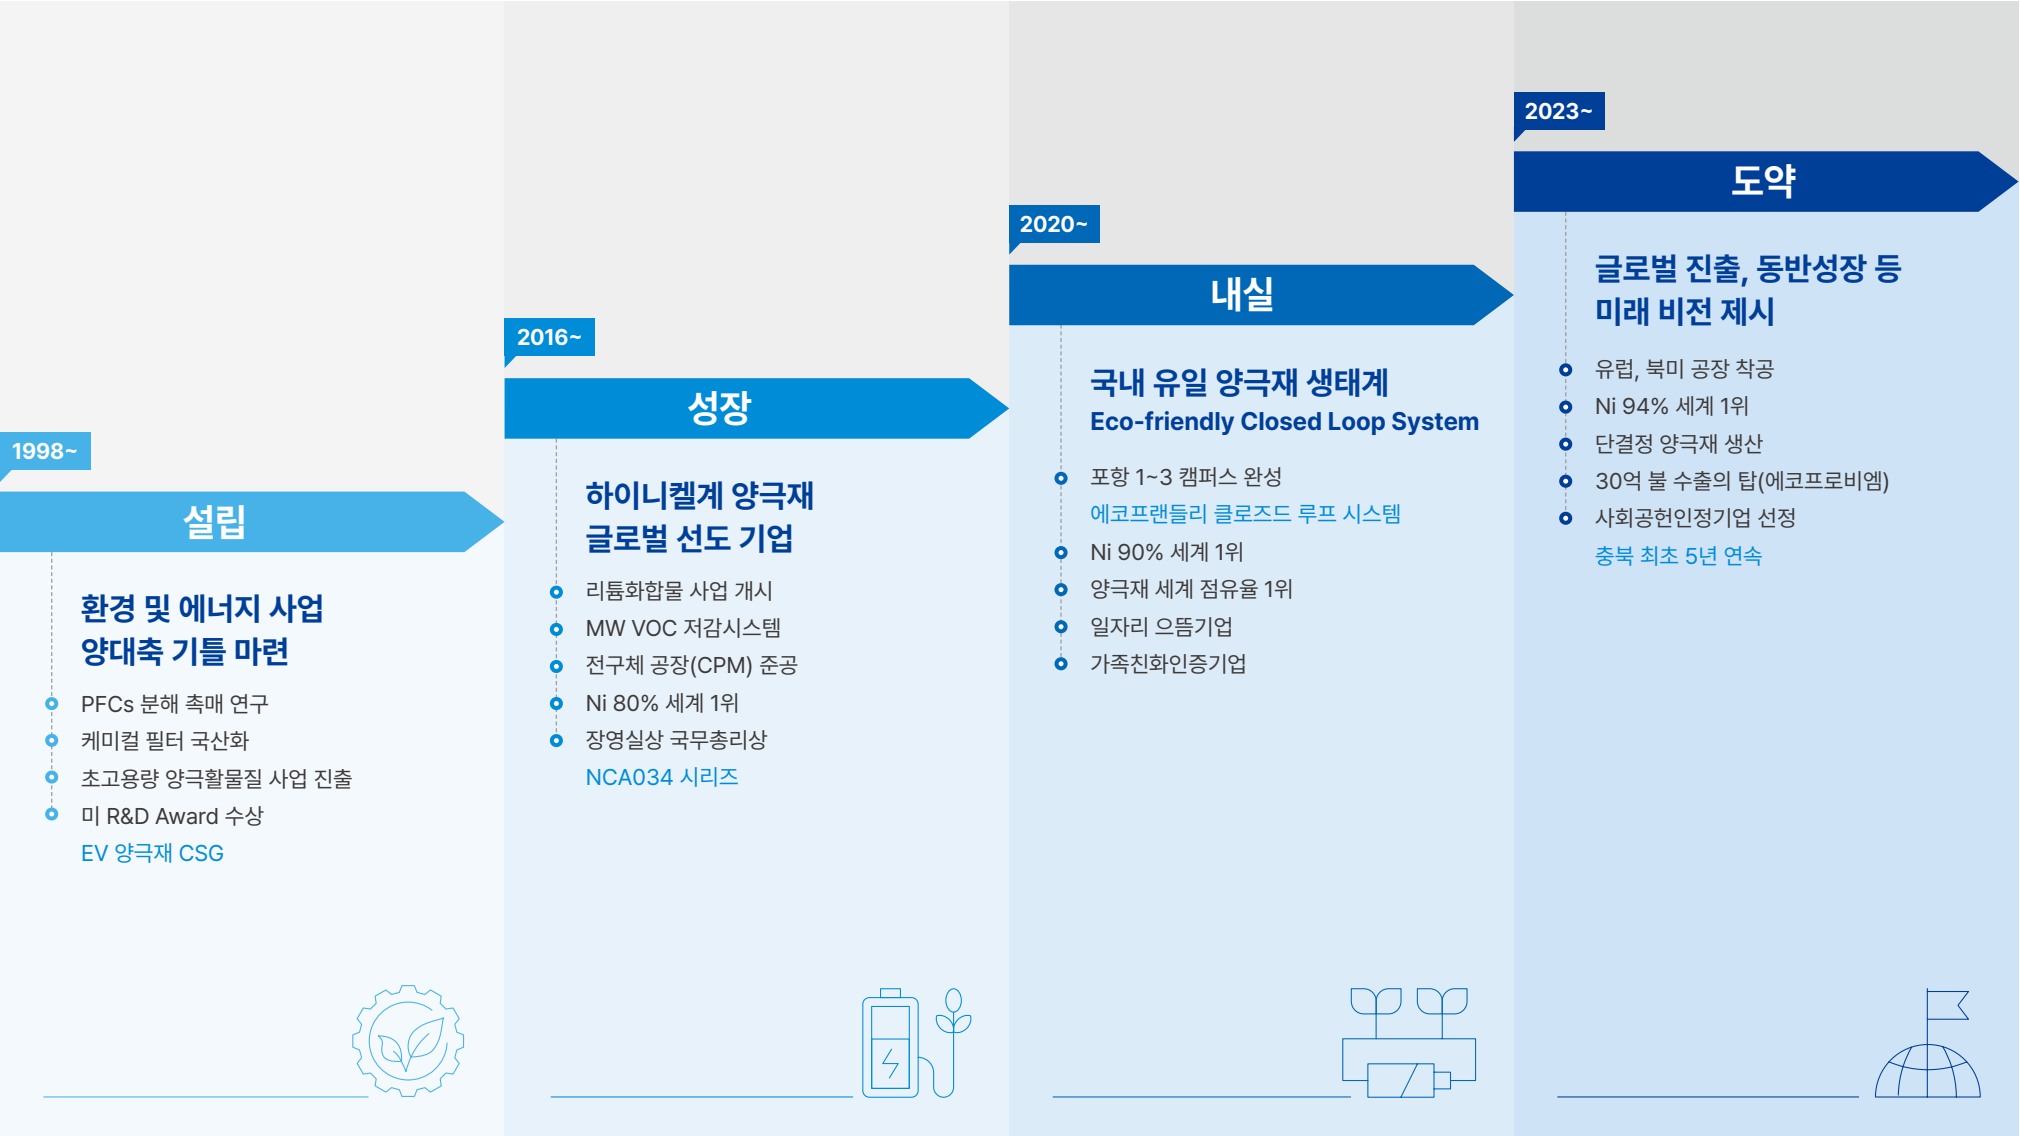 1998~
설립
환경 및 에너지 사업
양대축 기틀 마련
PFCs 분해 촉매 연구
케미컬 필터 국산화
초고용량 양극활물질 사업 진출
미 R&D Award 수상
EV 양극재 CSG
2016~
성장
하이니켈계 양극재
글로벌 선도 기업
리튬화합물 사업 개시
MW VOC 저감시스템
전구체 공장(CPM) 준공
Ni 80% 세계 1위
장영실상 국무총리상
NCA034 시리즈
2020~
내실
국내 유일 양극재 생태계
Eco-friendly Closed Loop System
포항 1~3 캠퍼스 완성
에코프랜들리 클로즈드 루프 시스템
Ni 90% 세계 1위
양극재 세계 점유율 1위
일자리 으뜸기업
가족친화인증기업
2023~
도약
글로벌 진출, 동반성장 등
미래 비전 제시
유럽, 북미 공장 착공
Ni 94% 세계 1위
단결정 양극재 생산
30억 불 수출의 탑(에코프로비엠)
사회공헌인정기업 선정
충북 최초 5년 연속